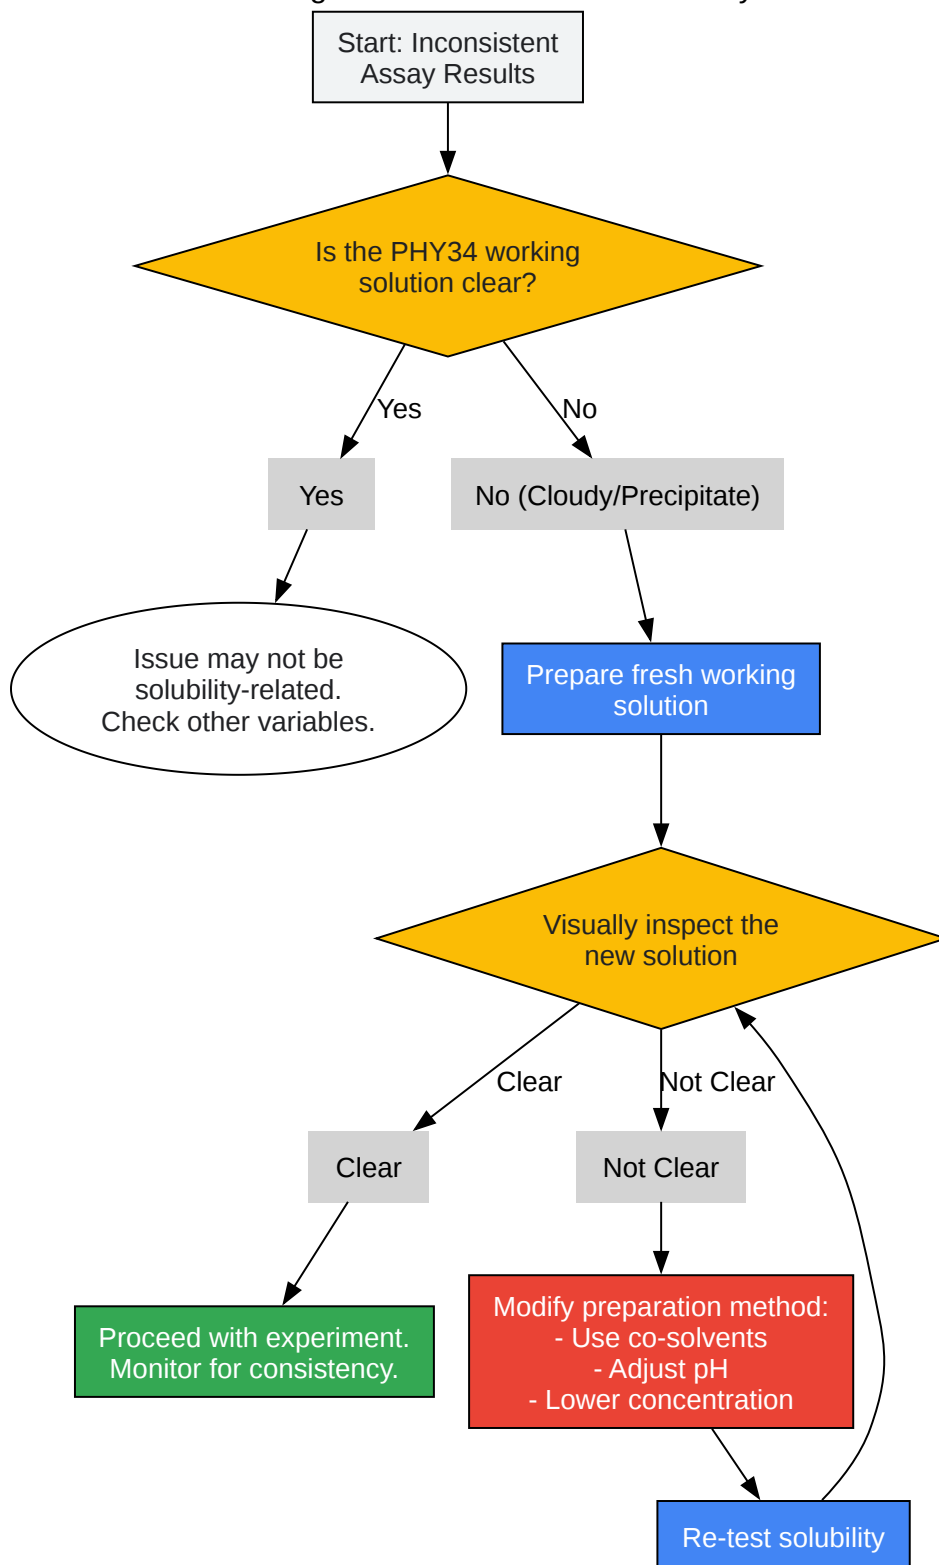 Start: Inconsistent
Assay Results
Is the PHY34 working
solution clear?
Yes
No
Yes
No (Cloudy/Precipitate)
Issue may not be
solubility-related.
Check other variables.
Prepare fresh working
solution
Visually inspect the
new solution
Clear
Not Clear
Clear
Not Clear
Proceed with experiment.
Monitor for consistency.
Modify preparation method:
- Use co-solvents
- Adjust pH
- Lower concentration
Re-test solubility